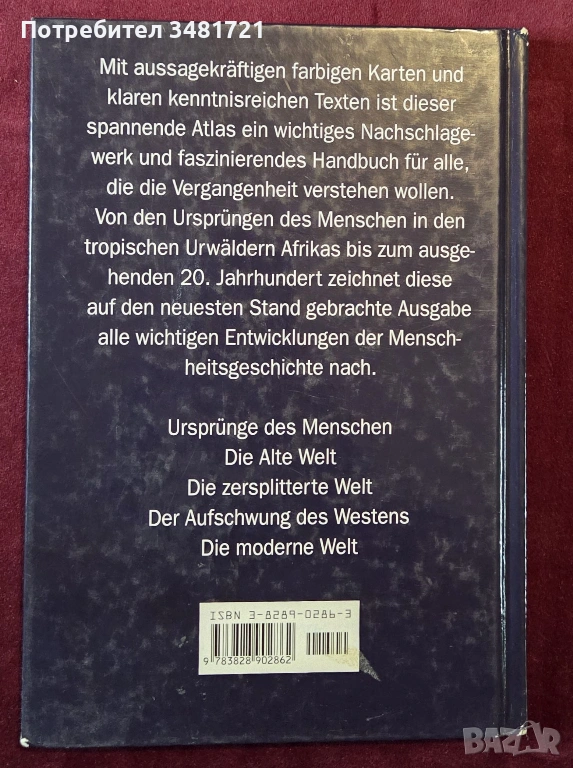 Потребител 3481721
Mit aussagekräftigen farbigen Karten und
klaren kenntnisreichen Texten ist dieser
spannende Atlas ein wichtiges Nachschlage-
werk und faszinierendes Handbuch für alle,
die die Vergangenheit verstehen wollen.
Von den Ursprüngen des Menschen in den
tropischen Urwäldern Afrikas bis zum ausge-
henden 20. Jahrhundert zeichnet diese
auf den neuesten Stand gebrachte Ausgabe
alle wichtigen Entwicklungen der Mensch-
heitsgeschichte nach.
Ursprünge des Menschen
Die Alte Welt
Die zersplitterte Welt
Der Aufschwung des Westens
Die moderne Welt
ISBN 3-8289-0286-3
9 783828 902862
BAZAR